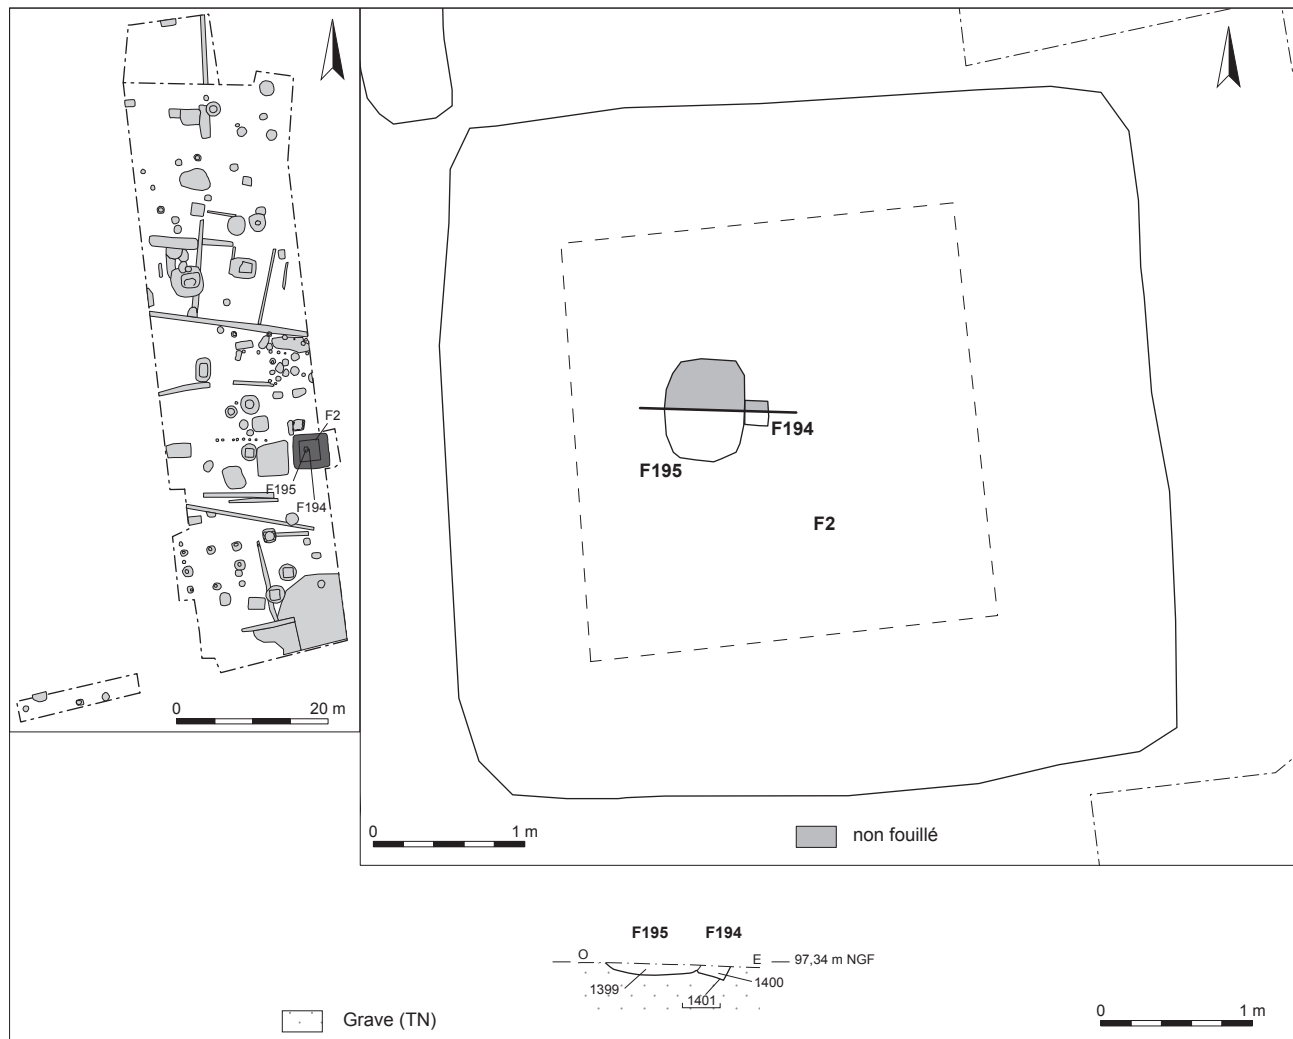 F2
F195
F194
0 20 m
F194
F195
F2
0 1 m
non fouillé
F195 F194
O E 97,34 m NGF
1399 1400
1401
Grave (TN)
0 1 m